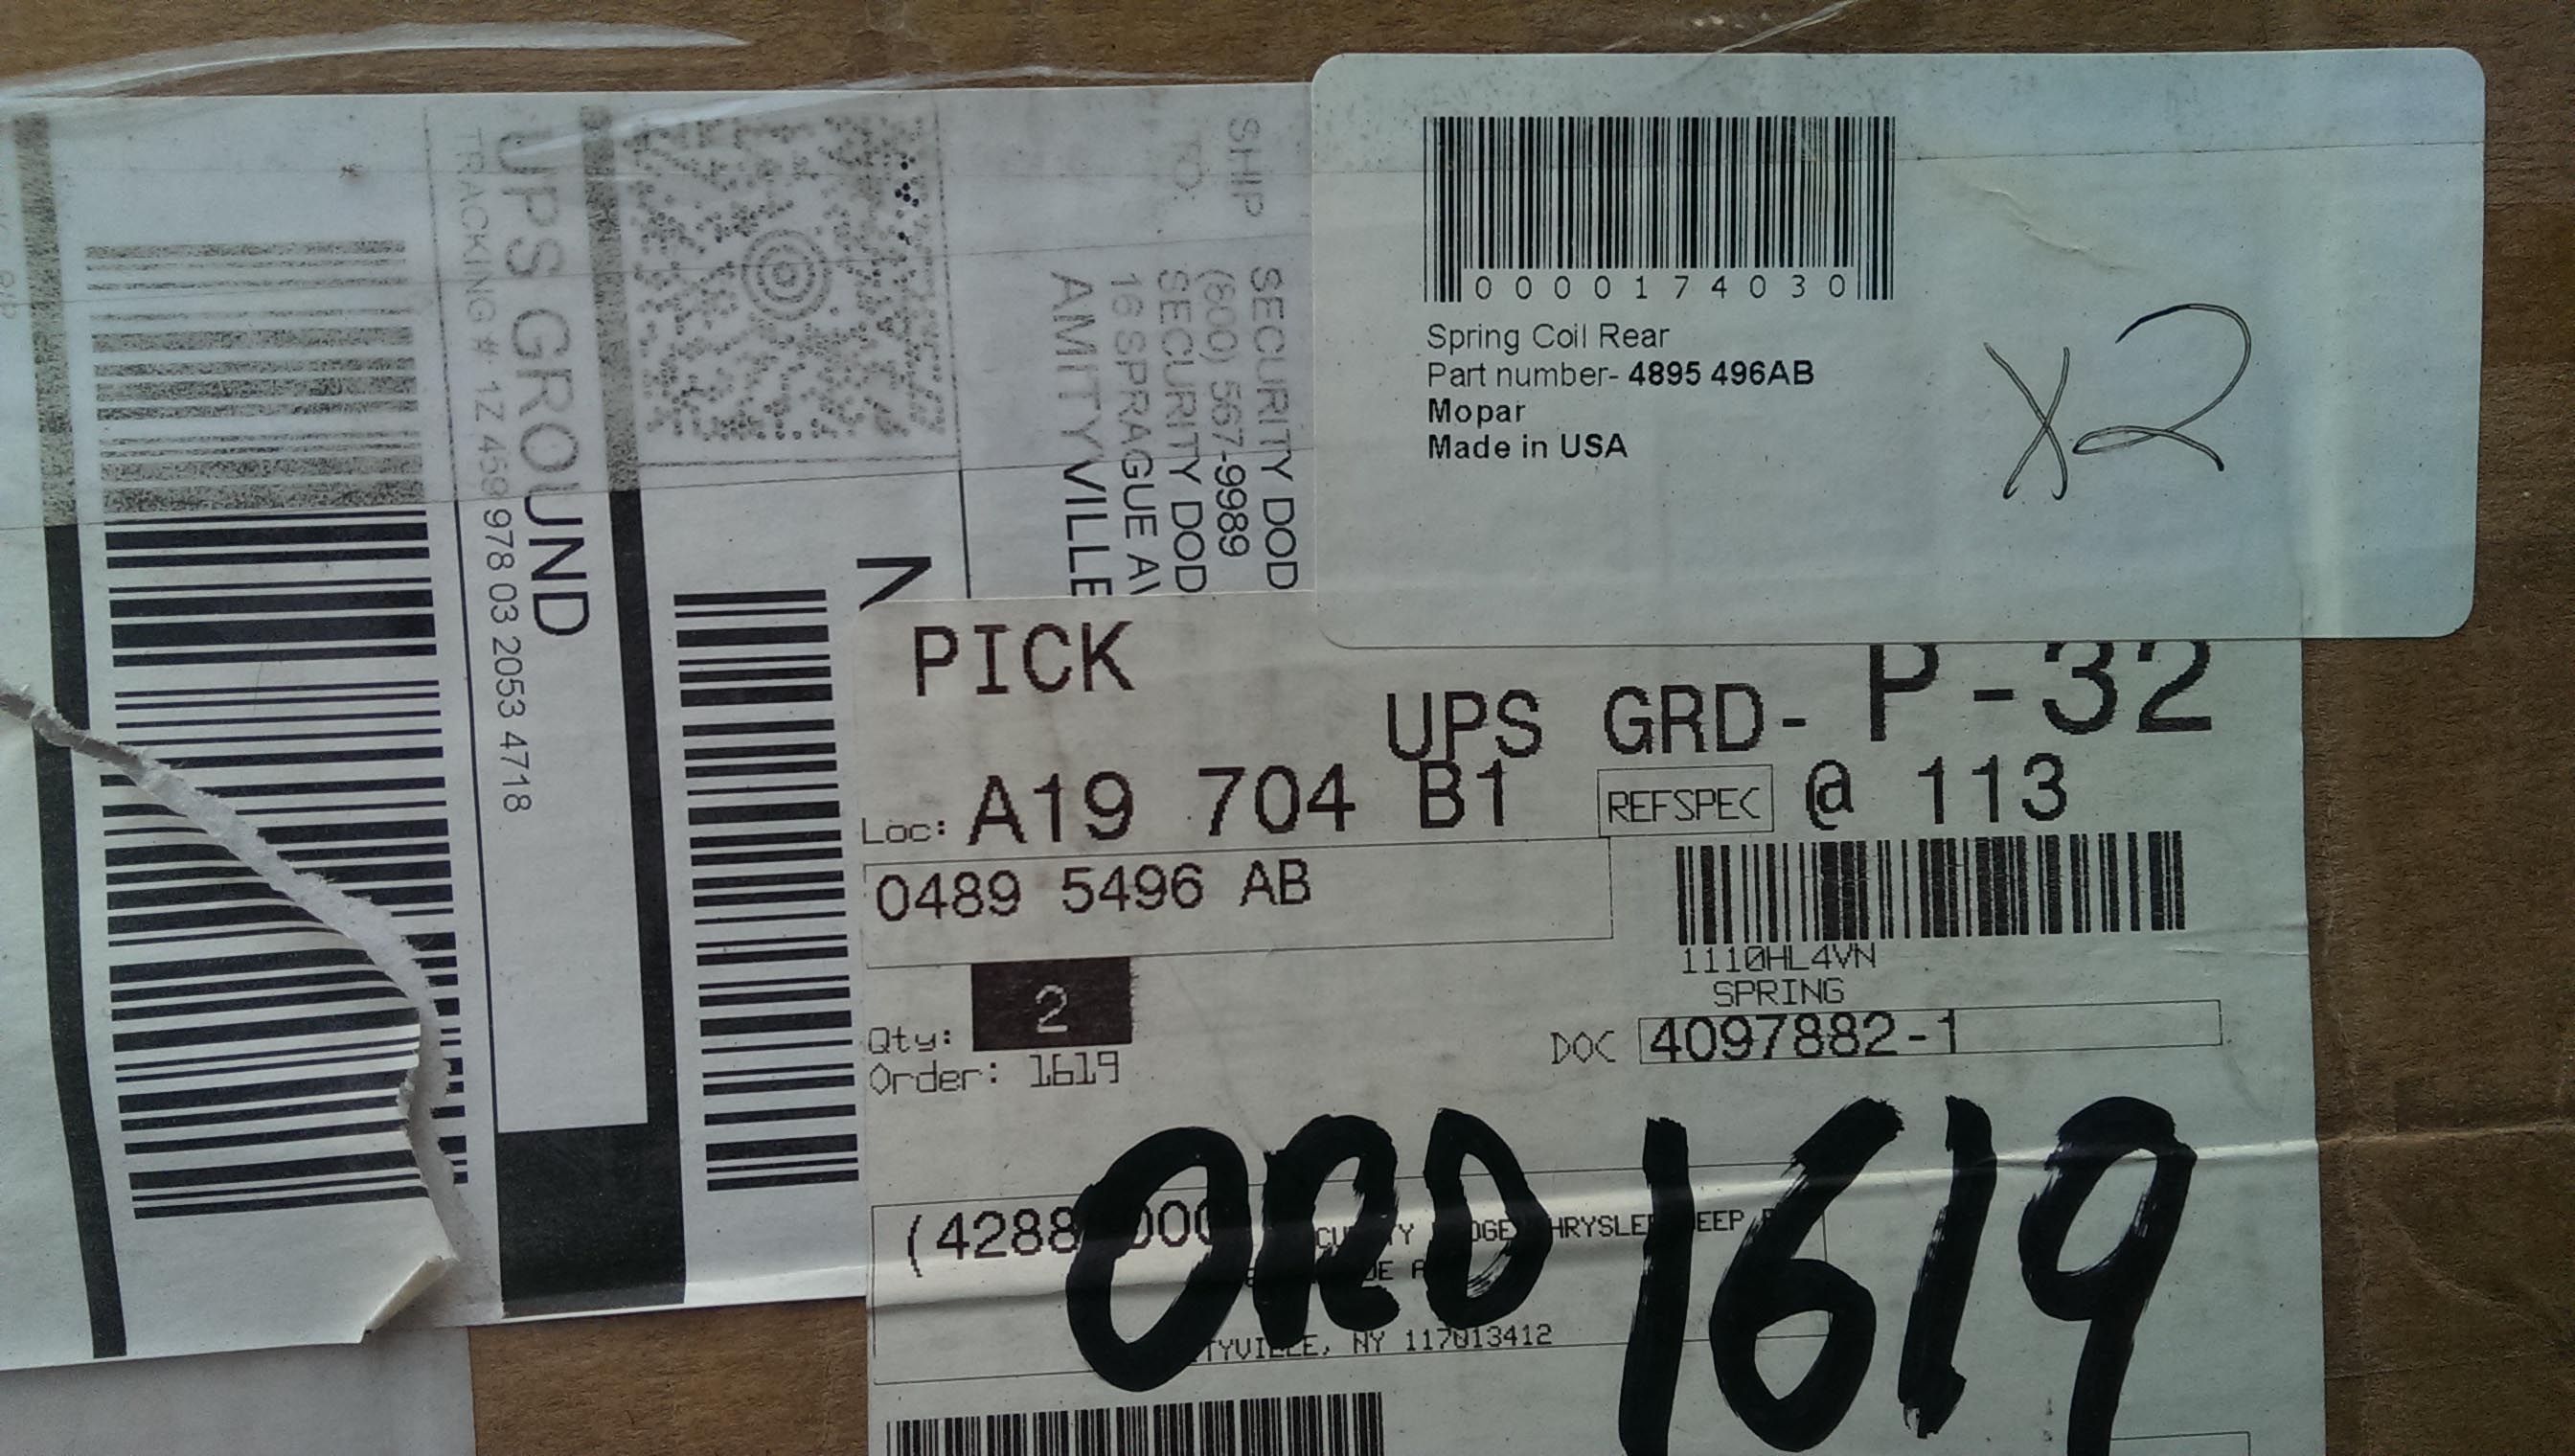 UPS GROUND
TRACKING # 1Z 459 978 03 2053 4718
SHIP
TO:
SECURITY DOD
(800) 567-9989
SECURITY DOD
16 SPRAGUE
AMITYVILLE
0000174030
Spring Coil Rear
Part number- 4895 496AB
Mopar
Made in USA
X2
PICK
UPS GRD- P-32
Loc: A19 704 B1 REFSPEC @ 113
0489 5496 AB
1110HL4VN
SPRING
Qty: 2
DOC 4097882-1
Order: 1619
ORD 1619
(4288
NY 117013412